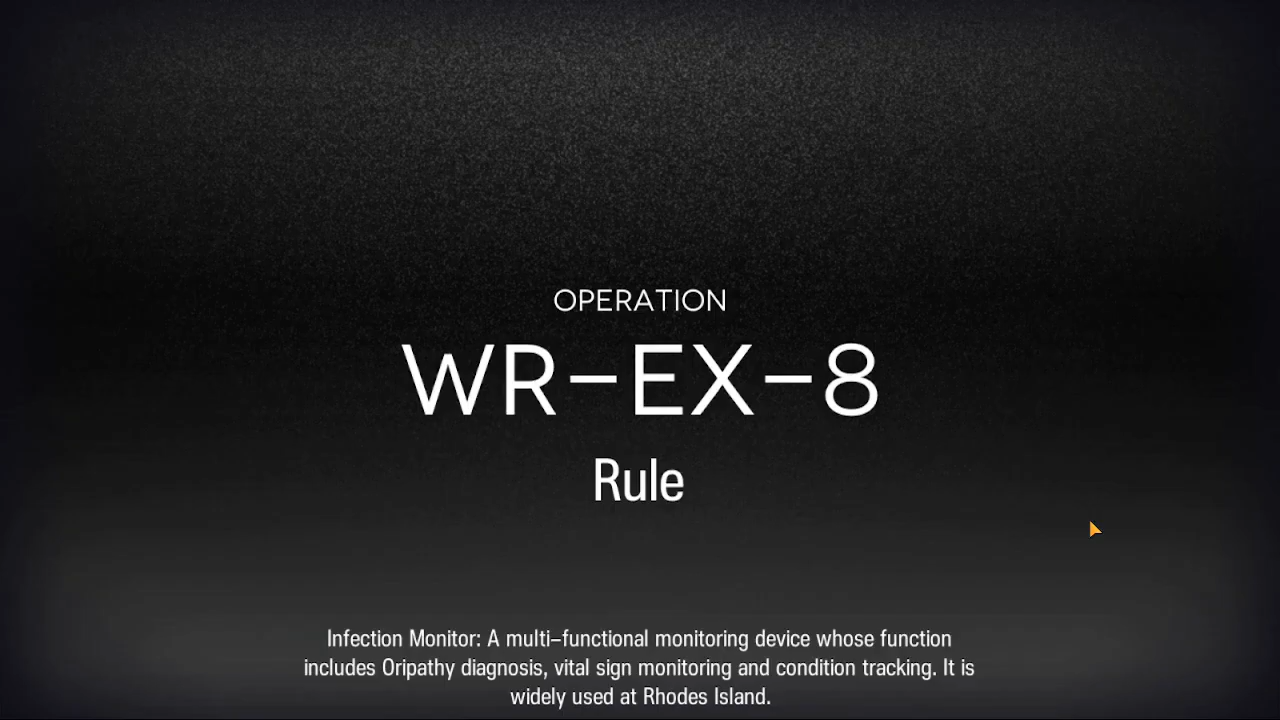 OPERATION
WR-EX-8
Rule
Infection Monitor: A multi-functional monitoring device whose function
includes Oripathy diagnosis, vital sign monitoring and condition tracking. It is
widely used at Rhodes Island.